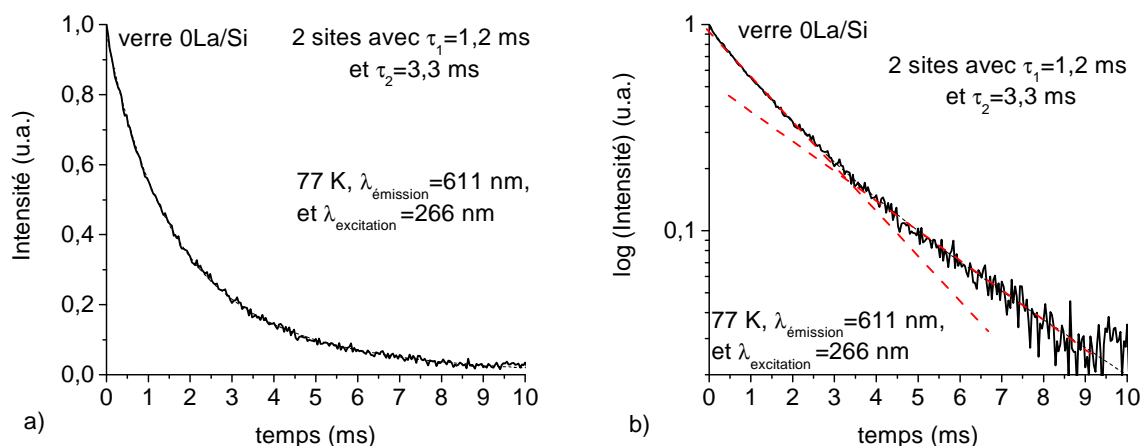 verre 0La/Si
2 sites avec τ1=1,2 ms
et τ2=3,3 ms
77 K, λémission=611 nm,
et λexcitation=266 nm
Intensité (u.a.)
1,0
0,8
0,6
0,4
0,2
0,0
0 1 2 3 4 5 6 7 8 9 10
temps (ms)
a)
verre 0La/Si
2 sites avec τ1=1,2 ms
et τ2=3,3 ms
77 K, λémission=611 nm,
et λexcitation=266 nm
log (Intensité) (u.a.)
1
0,1
0 1 2 3 4 5 6 7 8 9 10
temps (ms)
b)